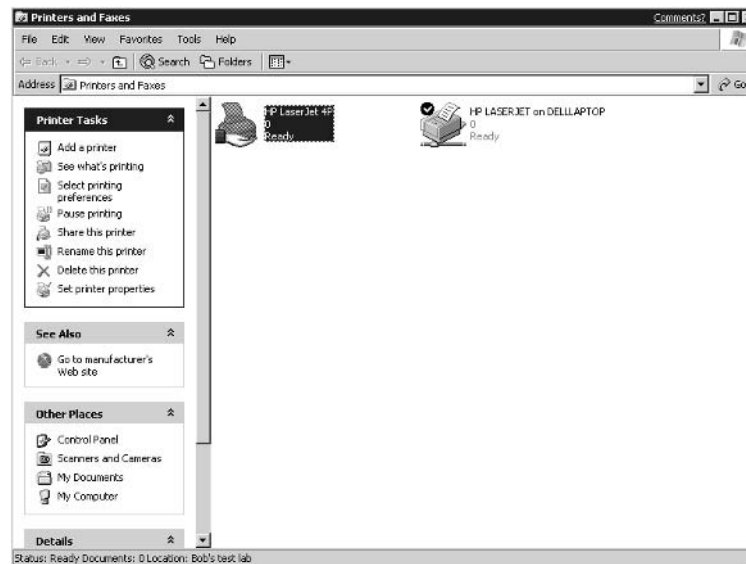 Printers and Faxes
Comments?
File Edit View Favorites Tools Help
Back
Search
Folders
Address Printers and Faxes
Go
Printer Tasks
Add a printer
See what's printing
Select printing
preferences
Pause printing
Share this printer
Rename this printer
Delete this printer
Set printer properties
See Also
Go to manufacturer's
Web site
Other Places
Control Panel
Scanners and Cameras
My Documents
My Computer
Details
HP LaserJet 4P
0
Ready
HP LASERJET on DELLLAPTOP
0
Ready
Status: Ready Documents: 0 Location: Bob's test lab